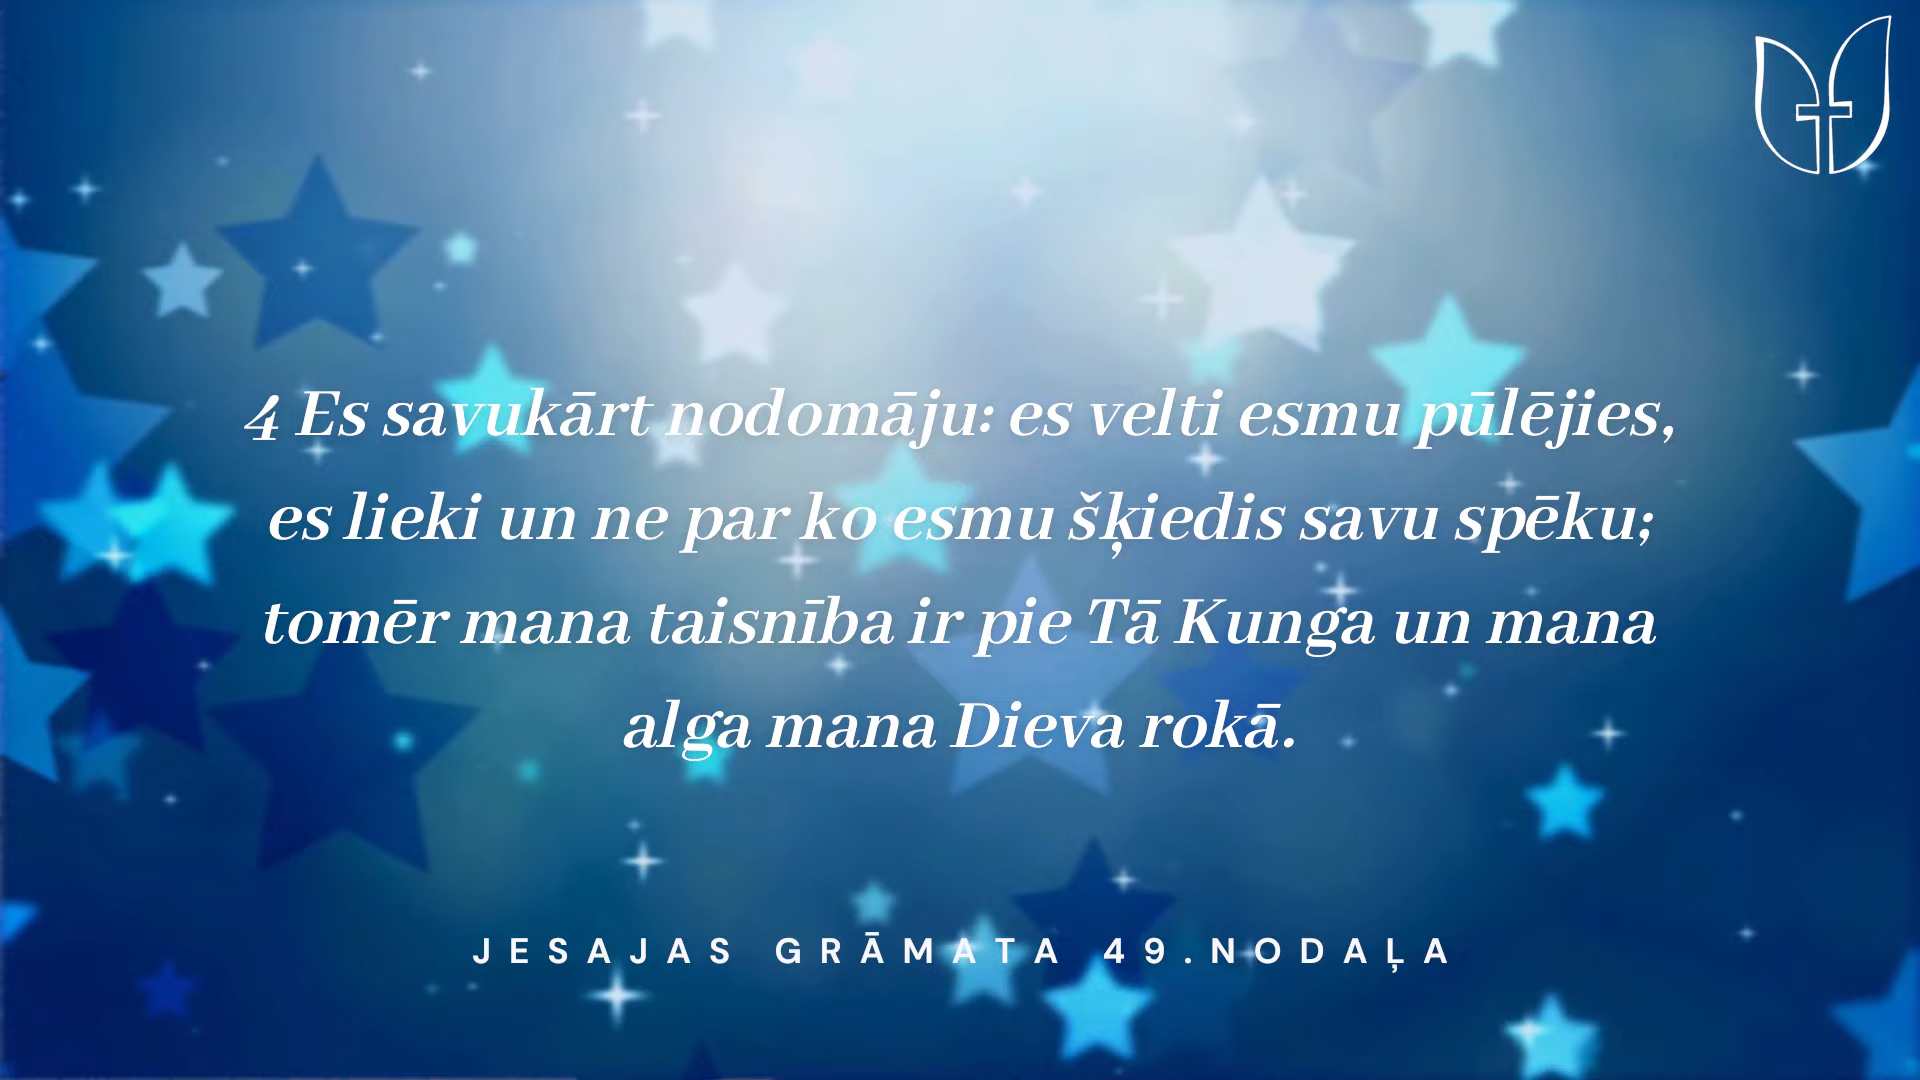 4 Es savukārt nodomāju: es velti esmu pūlējies,
es lieki un ne par ko esmu šķiedis savu spēku;
tomēr mana taisnība ir pie Tā Kunga un mana
alga mana Dieva rokā.
JESAJAS GRĀMATA 49.NODAĻA